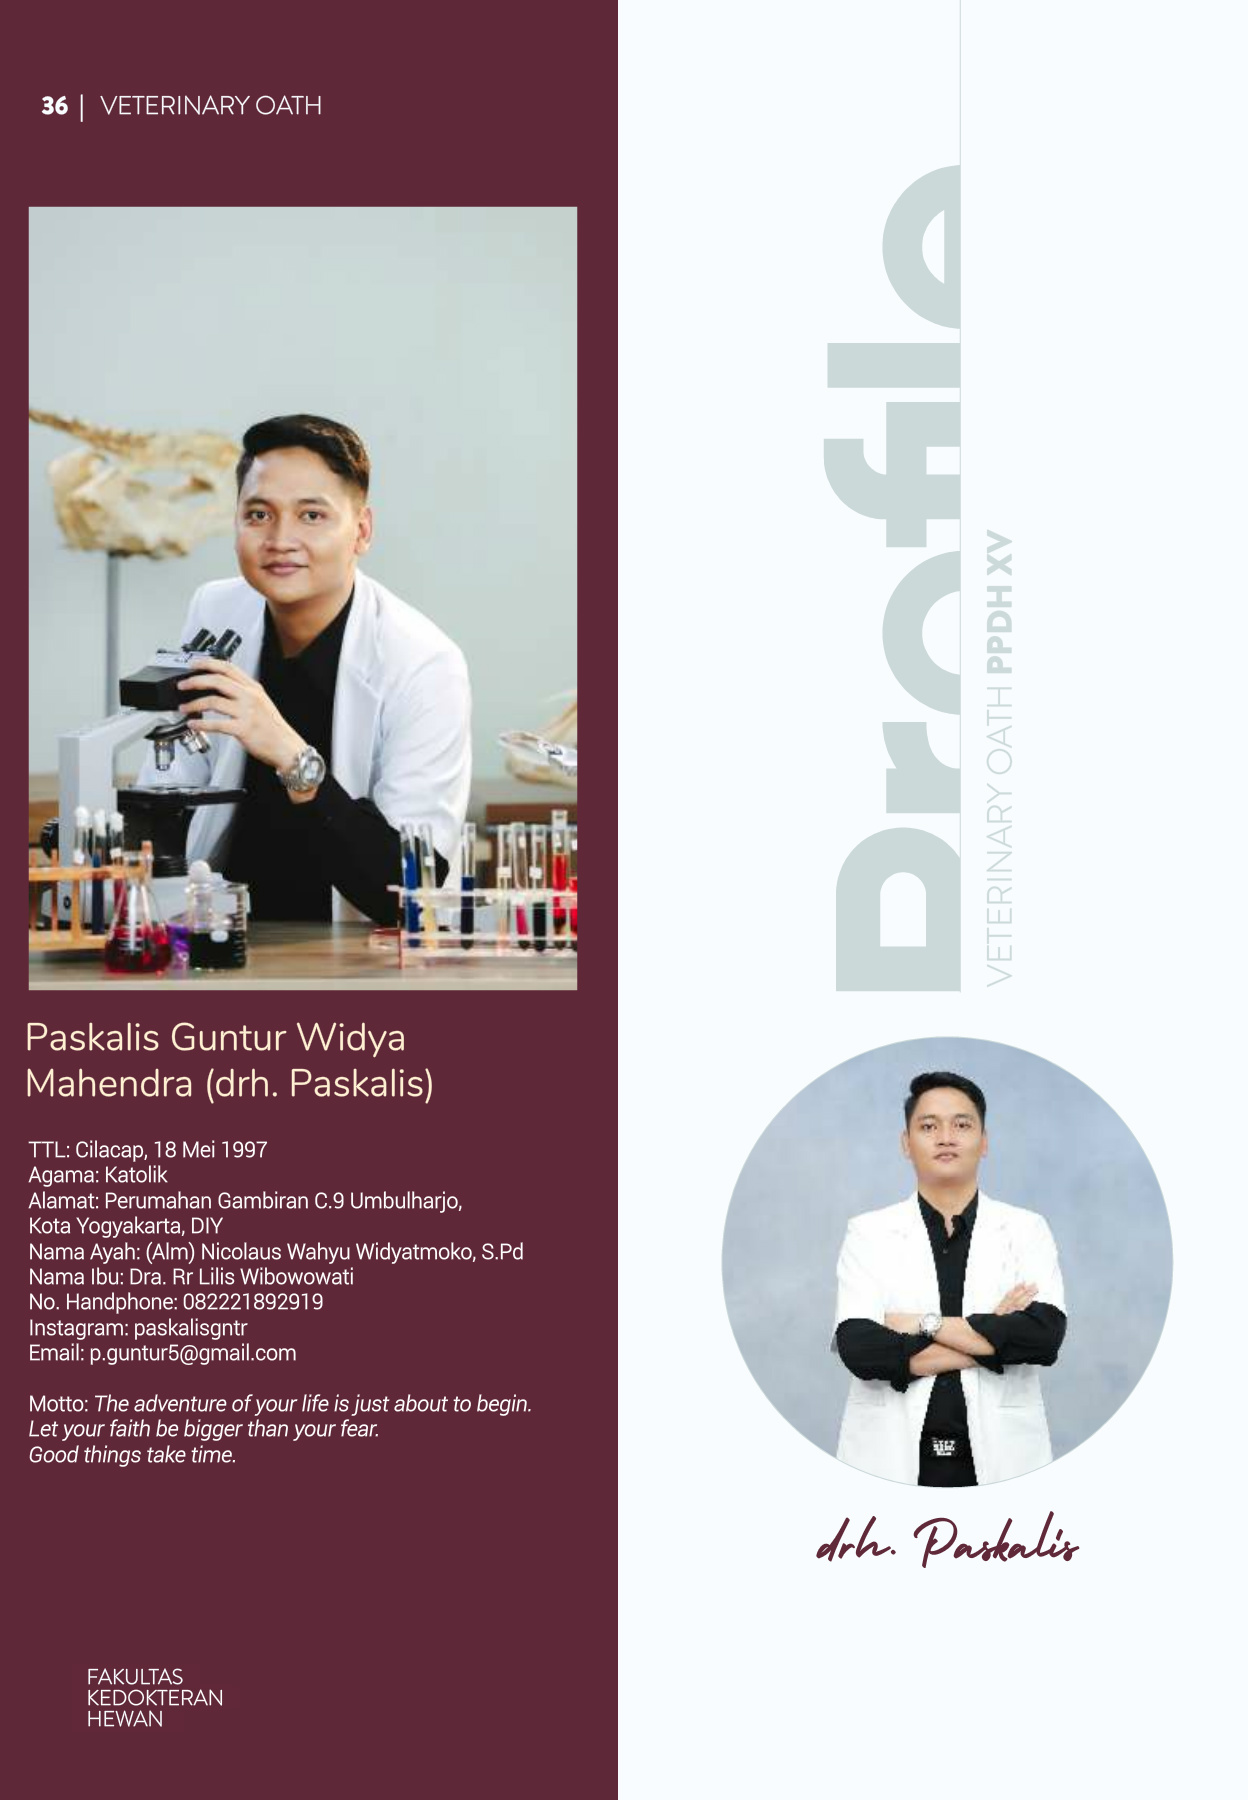 36 | VETERINARY OATH
Paskalis Guntur Widya
Mahendra (drh. Paskalis)
TTL: Cilacap, 18 Mei 1997
Agama: Katolik
Alamat: Perumahan Gambiran C.9 Umbulharjo,
Kota Yogyakarta, DIY
Nama Ayah: (Alm) Nicolaus Wahyu Widyatmoko, S.Pd
Nama Ibu: Dra. Rr Lilis Wibowowati
No. Handphone: 082221892919
Instagram: paskalisgntr
Email: p.guntur5@gmail.com
Motto: The adventure of your life is just about to begin.
Let your faith be bigger than your fear.
Good things take time.
FAKULTAS
KEDOKTERAN
HEWAN
Profile
VETERINARY OATH PPDH XV
drh. Paskalis